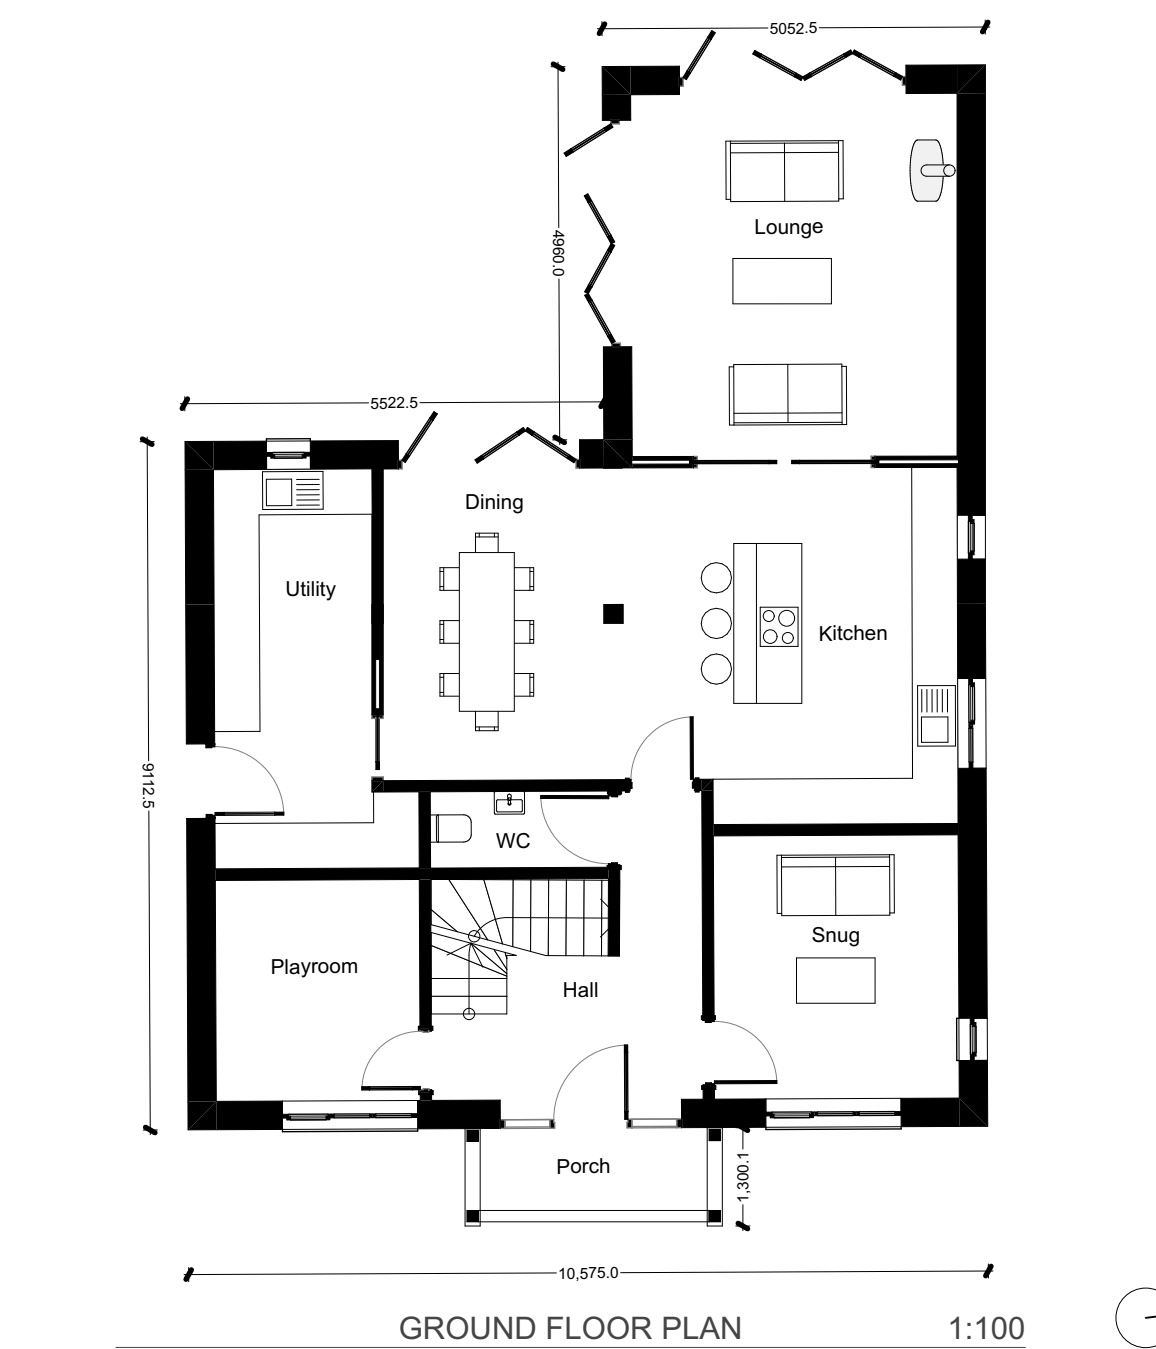 5052.5
4960.0
Lounge
5522.5
Dining
Utility
Kitchen
9112.5
WC
Snug
Playroom
Hall
Porch
1,300.1
10,575.0
GROUND FLOOR PLAN 1:100